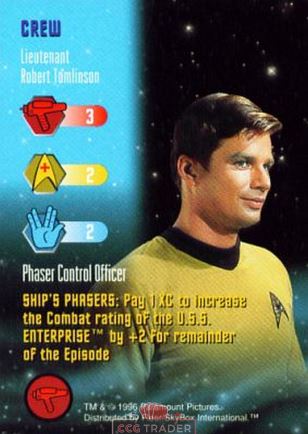 CREW
Lieutenant
Robert Tomlinson
3
2
2
Phaser Control Officer
SHIP'S PHASERS: Pay 1 XC to increase
the Combat rating of the U.S.S.
ENTERPRISE™ by +2 for remainder
of the Episode
TM & © 1996 Paramount Pictures.
Distributed by Fleer/SkyBox International.™
CCG TRADER